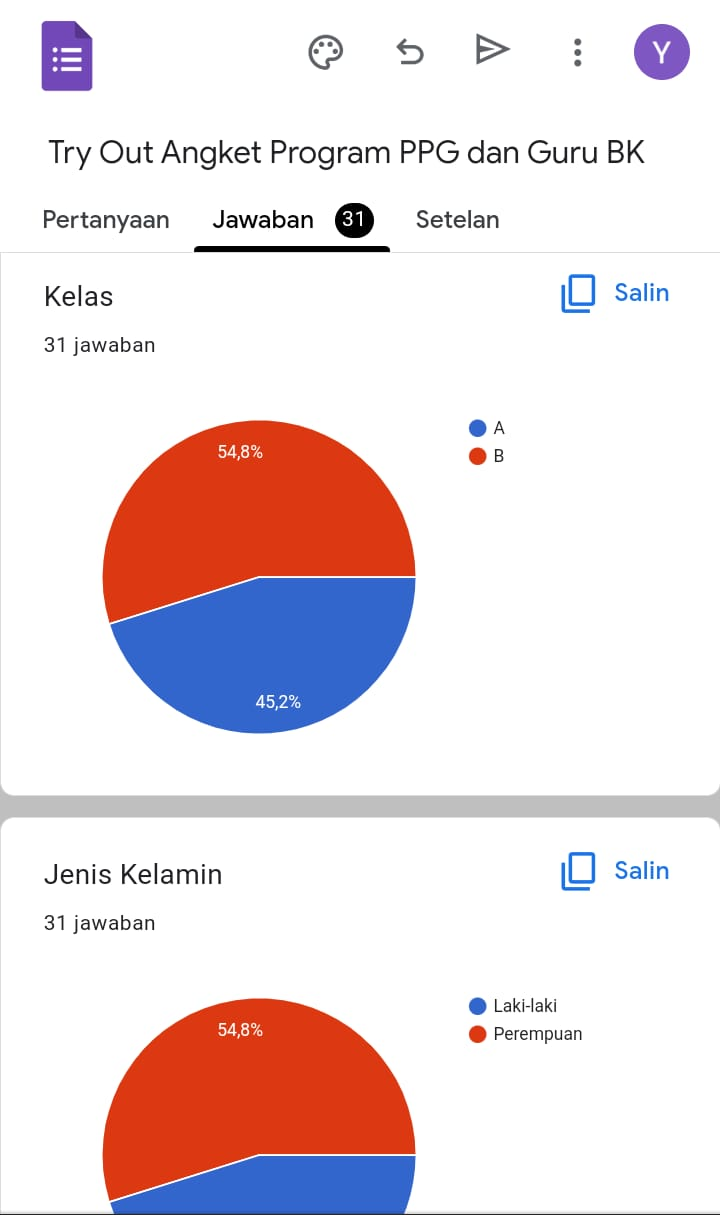 Y
Try Out Angket Program PPG dan Guru BK
Pertanyaan Jawaban 31 Setelan
Kelas
Salin
31 jawaban
54,8%
45,2%
A
B
Jenis Kelamin
Salin
31 jawaban
54,8%
Laki-laki
Perempuan